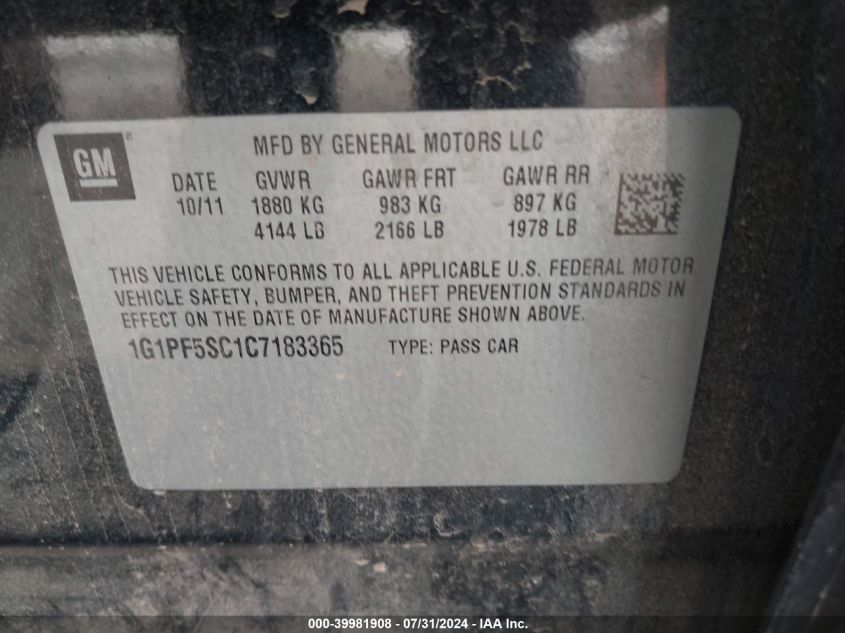 GM
MFD BY GENERAL MOTORS LLC
DATE GVWR GAWR FRT GAWR RR
10/11 1880 KG 983 KG 897 KG
4144 LB 2166 LB 1978 LB
THIS VEHICLE CONFORMS TO ALL APPLICABLE U.S. FEDERAL MOTOR
VEHICLE SAFETY, BUMPER, AND THEFT PREVENTION STANDARDS IN
EFFECT ON THE DATE OF MANUFACTURE SHOWN ABOVE.
1G1PF5SC1C7183365 TYPE: PASS CAR
000-39981908 - 07/31/2024 - IAA Inc.